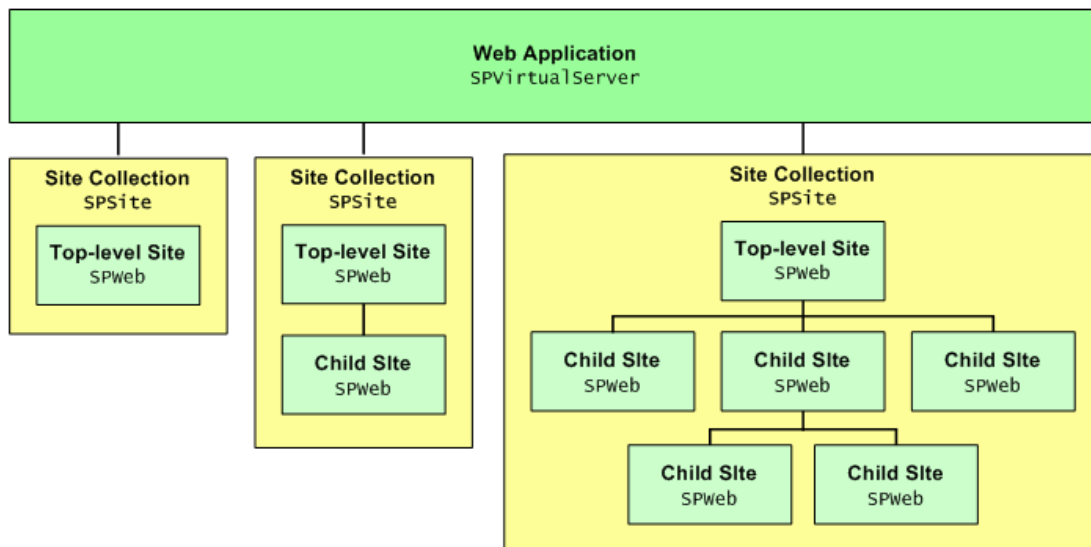 Web Application
SPVirtualServer
Site Collection
SPSite
Top-level Site
SPWeb
Site Collection
SPSite
Top-level Site
SPWeb
Child SIte
SPWeb
Site Collection
SPSite
Top-level Site
SPWeb
Child SIte
SPWeb
Child SIte
SPWeb
Child SIte
SPWeb
Child SIte
SPWeb
Child SIte
SPWeb